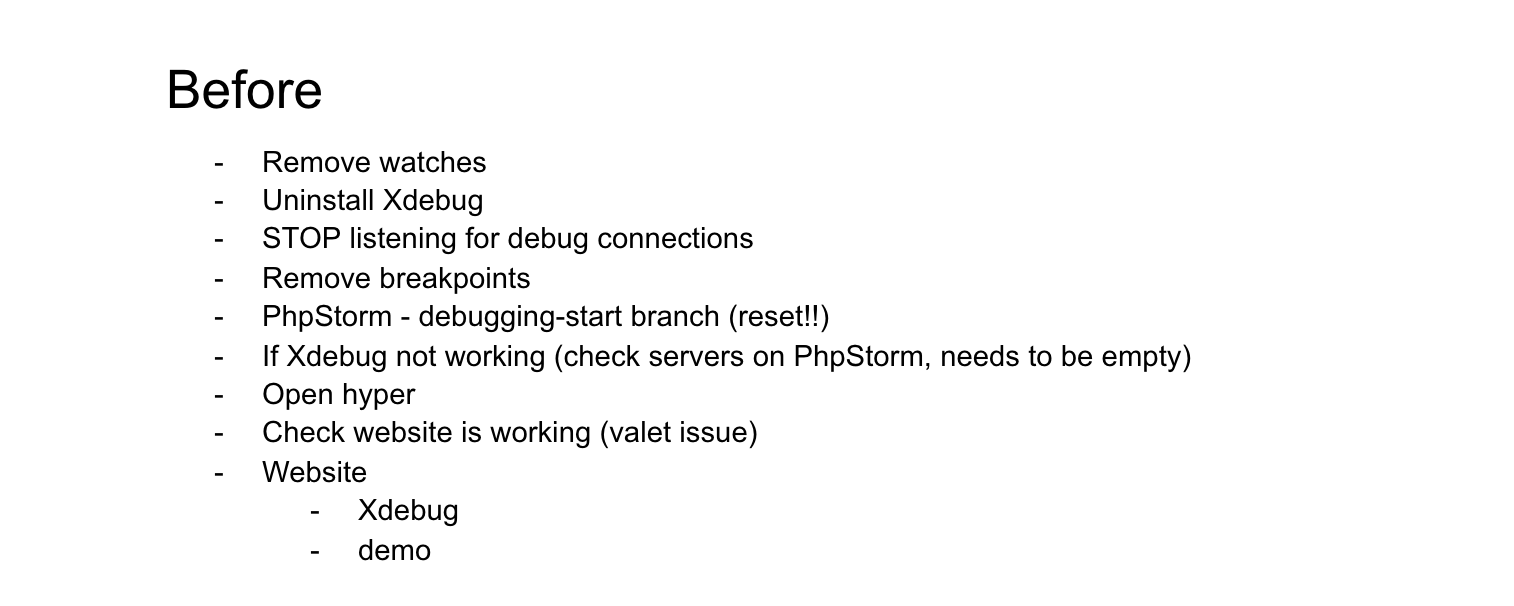 Before
- Remove watches
- Uninstall Xdebug
- STOP listening for debug connections
- Remove breakpoints
- PhpStorm - debugging-start branch (reset!!)
- If Xdebug not working (check servers on PhpStorm, needs to be empty)
- Open hyper
- Check website is working (valet issue)
- Website
- Xdebug
- demo